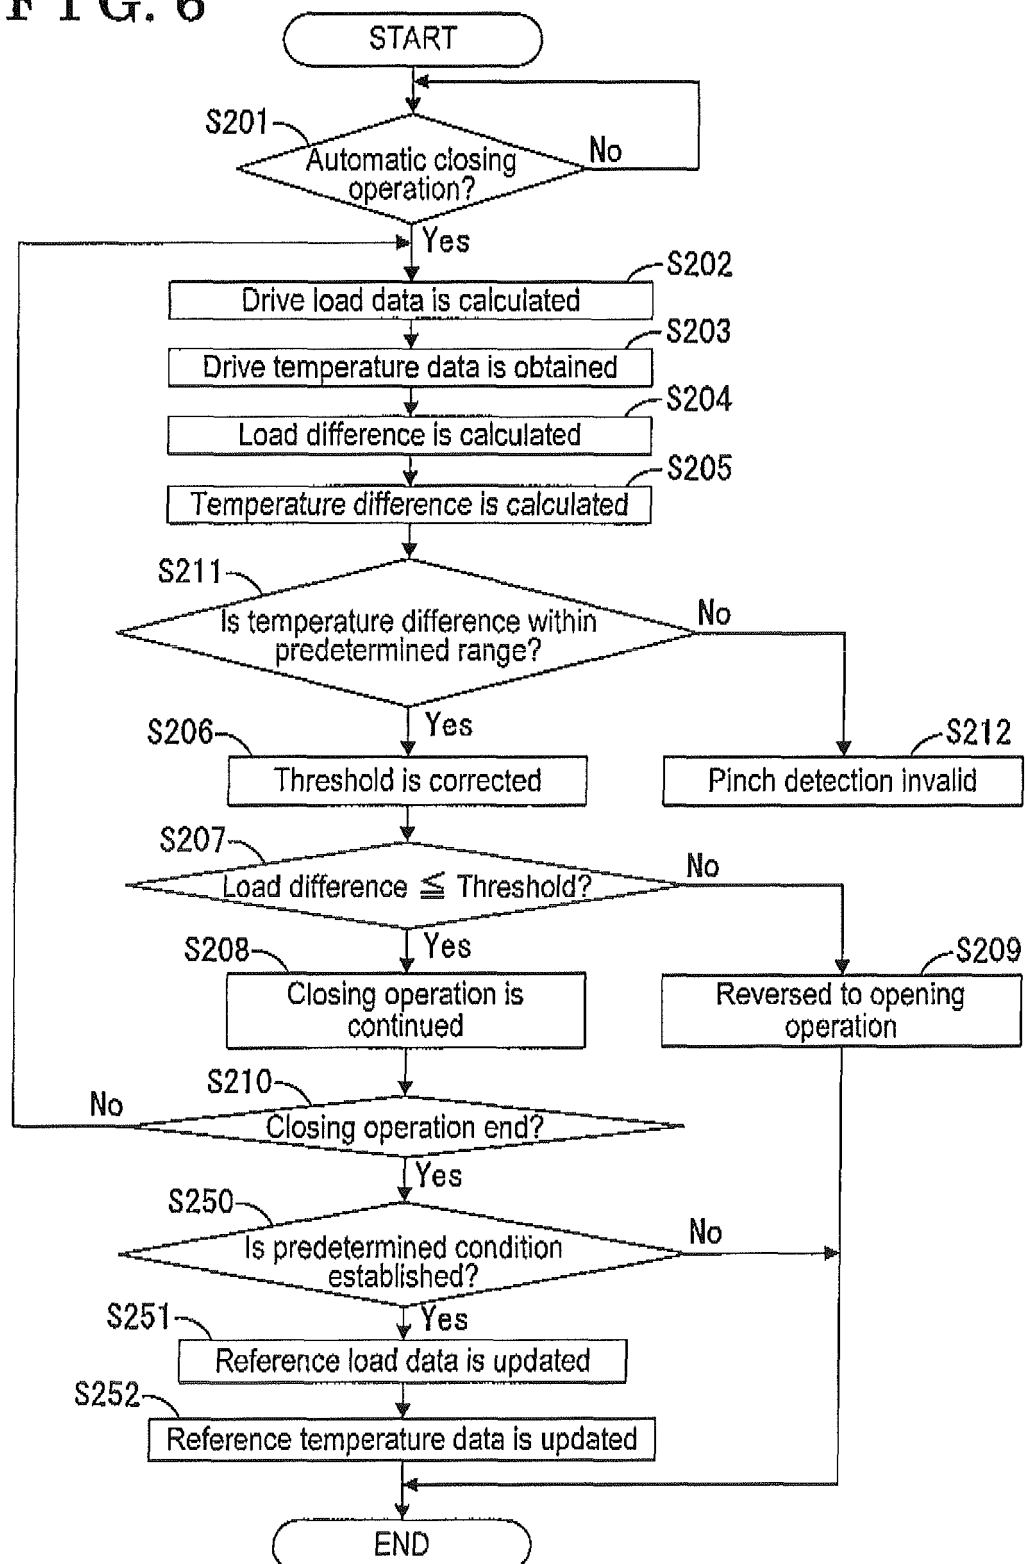 FIG. 6
START
S201
Automatic closing
operation?
No
Yes
S202
Drive load data is calculated
S203
Drive temperature data is obtained
S204
Load difference is calculated
S205
Temperature difference is calculated
S211
Is temperature difference within
predetermined range?
No
Yes
S206
Threshold is corrected
S212
Pinch detection invalid
S207
Load difference ≦ Threshold?
No
Yes
S208
Closing operation is
continued
S209
Reversed to opening
operation
S210
No
Closing operation end?
Yes
S250
Is predetermined condition
established?
No
Yes
S251
Reference load data is updated
S252
Reference temperature data is updated
END